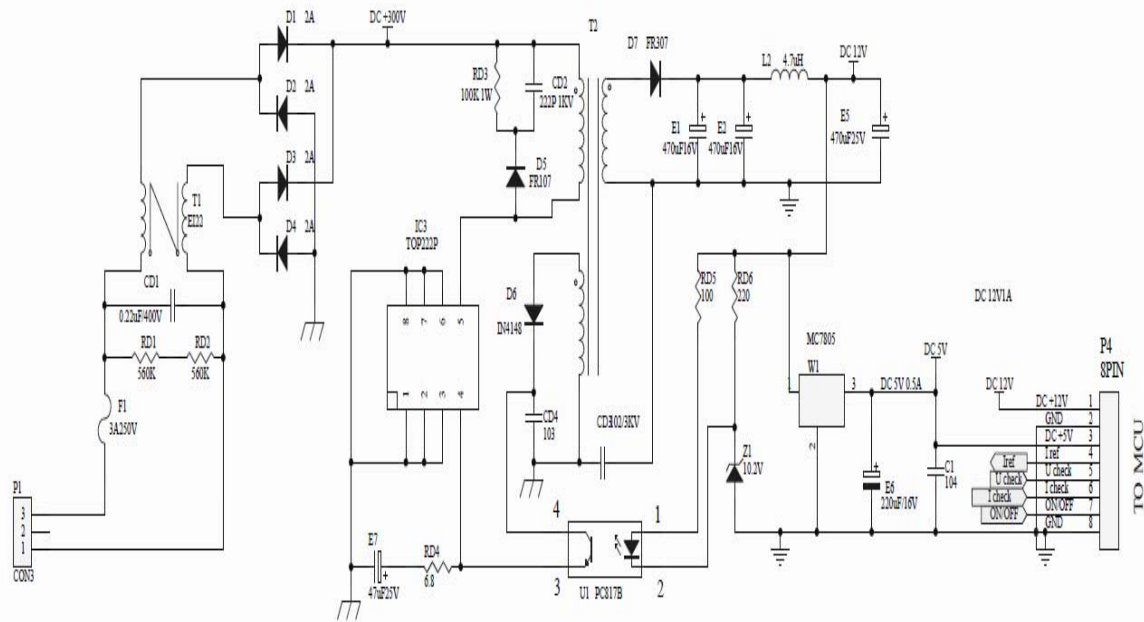 D1 2A
DC +300V
T2
D7 FR307
L2 4.7uH
DC 12V
D2 2A
RD3
100K 1W
CD2
222P 1KV
E1
470uF16V
E2
470uF16V
E5
470uF25V
D3 2A
D5
FR107
T1
EI22
D4 2A
IC3
TOP222P
CD1
0.22uF/400V
D6
IN4148
RD5
100
RD6
220
DC 12V1A
8 7 6 5
1 2 3 4
RD1
560K
RD2
560K
MC7805
W1
1
3
2
DC 5V
DC 5V 0.5A
P4
8PIN
F1
3A250V
CD4
103
CD3102/3KV
DC 12V
DC +12V 1
GND 2
DC +5V 3
I ref 4
U check 5
I check 6
ON/OFF 7
GND 8
Iref
U check
I check
ON/OFF
TO MCU
Z1
10.2V
E6
220uF/16V
C1
104
P1
3
2
1
CON3
E7
47uF25V
RD4
6.8
4
3
1
2
U1 PC817B